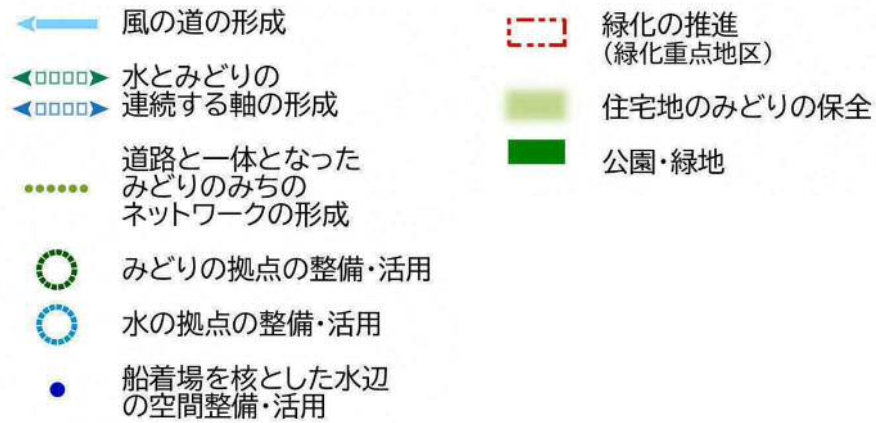 風の道の形成
水とみどりの
連続する軸の形成
道路と一体となった
みどりのみちの
ネットワークの形成
みどりの拠点の整備・活用
水の拠点の整備・活用
船着場を核とした水辺
の空間整備・活用
緑化の推進
(緑化重点地区)
住宅地のみどりの保全
公園・緑地